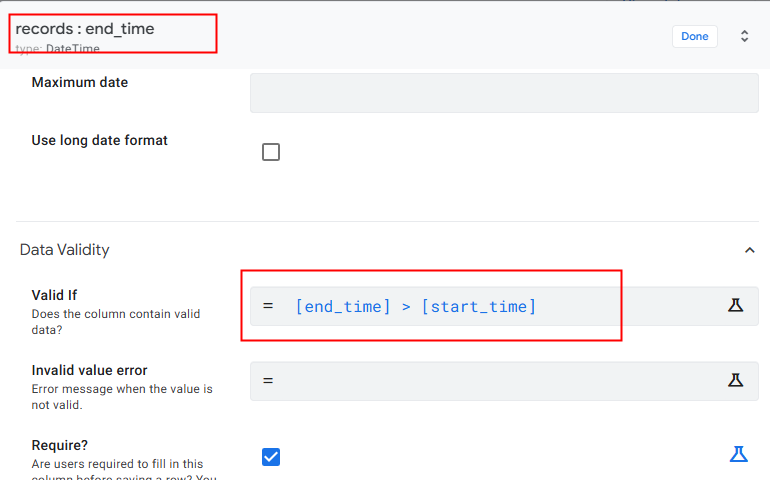 records : end_time
type: DateTime
Done
Maximum date
Use long date format
Data Validity
Valid If
Does the column contain valid
data?
= [end_time] > [start_time]
Invalid value error
Error message when the value is
not valid.
=
Require?
Are users required to fill in this
column before saving a row? You